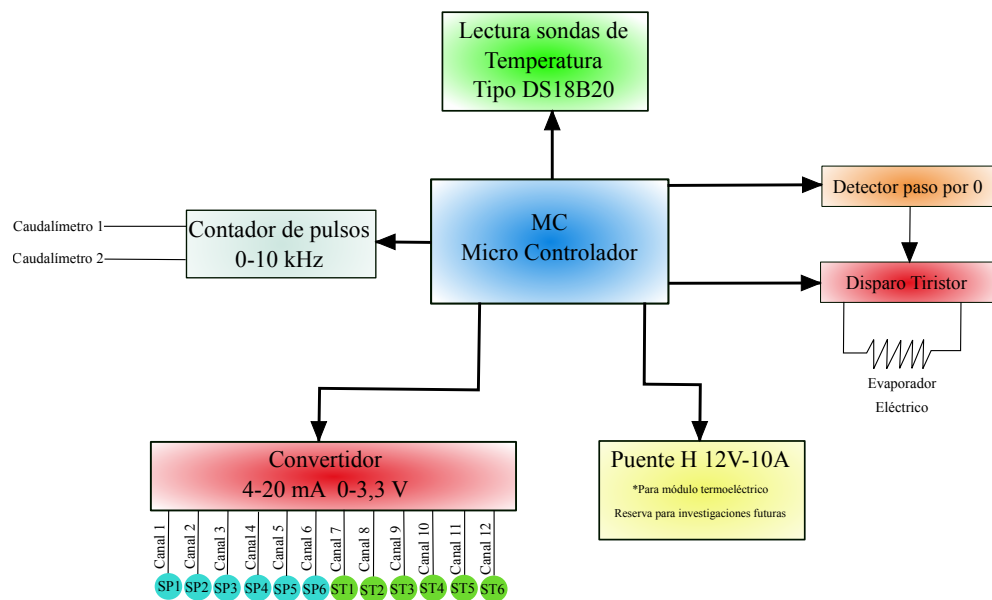 Lectura sondas de
Temperatura
Tipo DS18B20
MC
Micro Controlador
Detector paso por 0
Caudalímetro 1
Caudalímetro 2
Contador de pulsos
0-10 kHz
Disparo Tiristor
Evaporador
Eléctrico
Convertidor
4-20 mA 0-3,3 V
Puente H 12V-10A
*Para módulo termoeléctrico
Reserva para investigaciones futuras
Canal 1
Canal 2
Canal 3
Canal 4
Canal 5
Canal 6
Canal 7
Canal 8
Canal 9
Canal 10
Canal 11
Canal 12
SP1
SP2
SP3
SP4
SP5
SP6
ST1
ST2
ST3
ST4
ST5
ST6